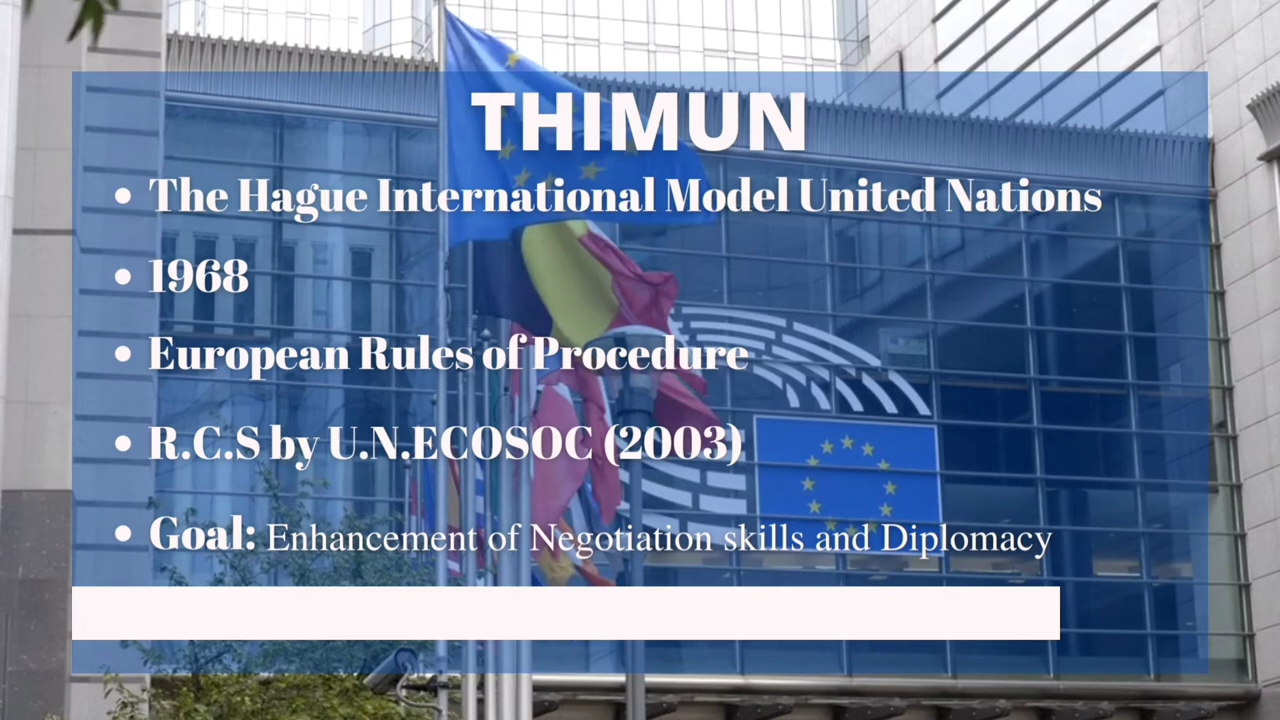 THIMUN
• The Hague International Model United Nations
• 1968
• European Rules of Procedure
• R.C.S by U.N.ECOSOC (2003)
• Goal: Enhancement of Negotiation skills and Diplomacy